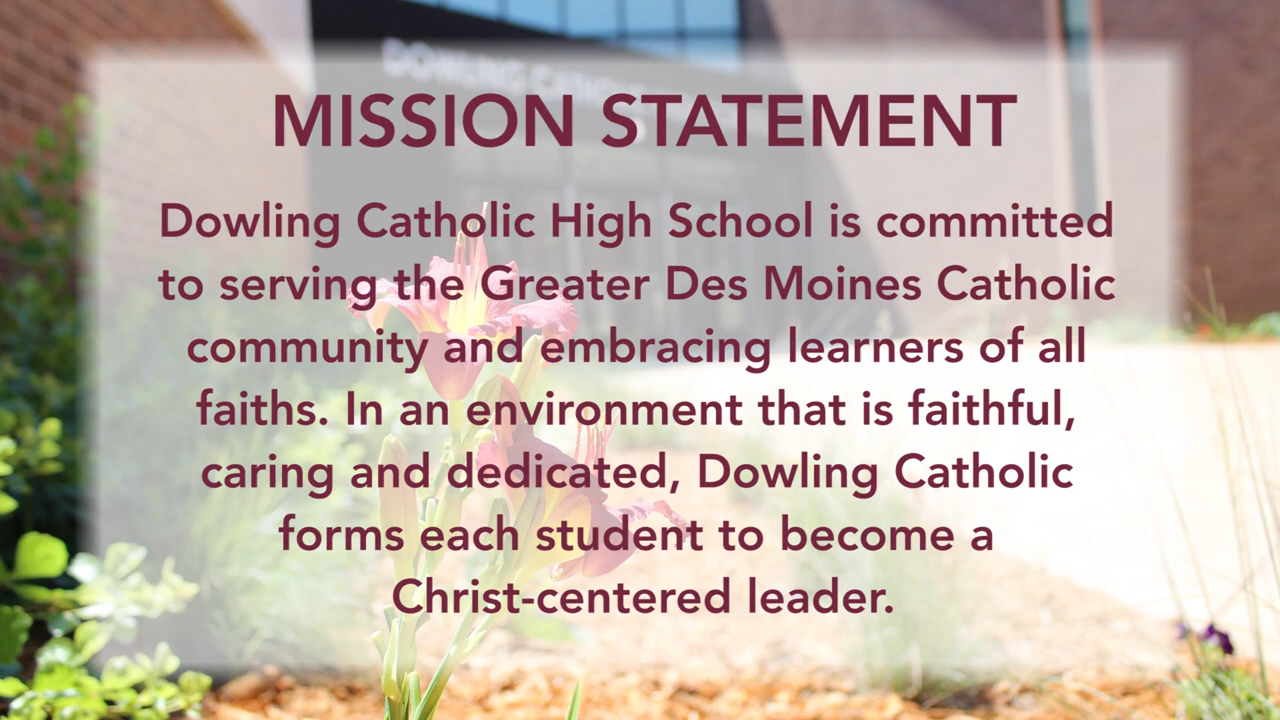 DOWLING CATH
MISSION STATEMENT
Dowling Catholic High School is committed
to serving the Greater Des Moines Catholic
community and embracing learners of all
faiths. In an environment that is faithful,
caring and dedicated, Dowling Catholic
forms each student to become a
Christ-centered leader.